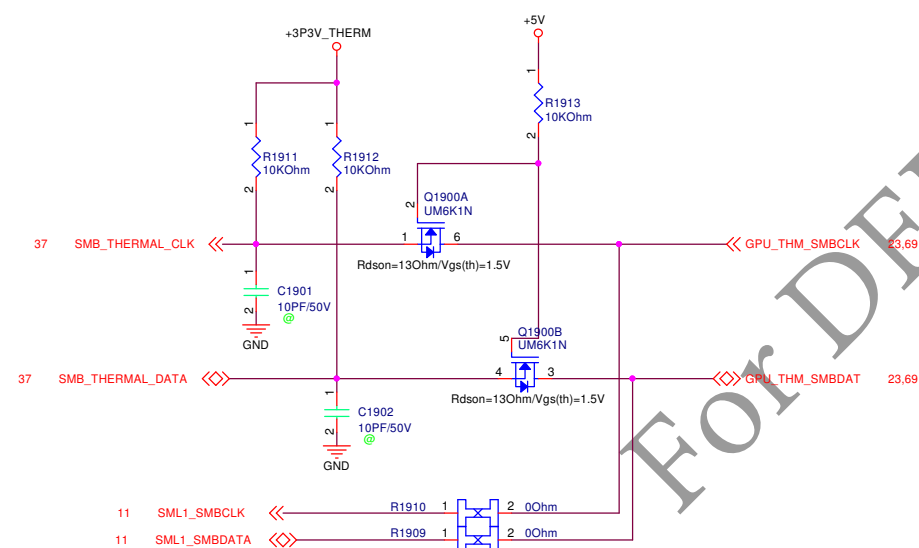 +5V
+3P3V_THERM
1
R1913
10KOhm
2
1
1
R1911
10KOhm
R1912
10KOhm
2
2
Q1900A
UM6K1N
2
37 SMB_THERMAL_CLK
1
6
GPU_THM_SMBCLK 23,69
Rdson=13Ohm/Vgs(th)=1.5V
1
C1901
10PF/50V
2
@
GND
Q1900B
UM6K1N
5
37 SMB_THERMAL_DATA
4
3
GPU_THM_SMBDAT 23,69
Rdson=13Ohm/Vgs(th)=1.5V
1
C1902
10PF/50V
2
@
GND
11 SML1_SMBCLK
R1910 1 2 0Ohm
11 SML1_SMBDATA
R1909 1 2 0Ohm
For